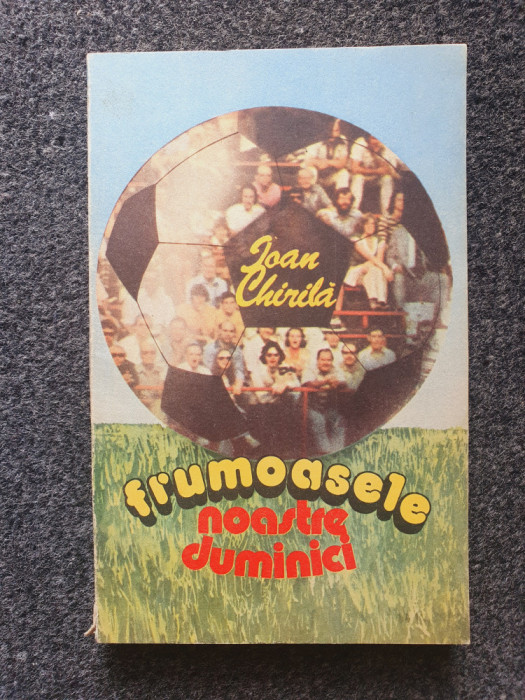 Ioan
Chirilă
frumoasele
noastre
duminici